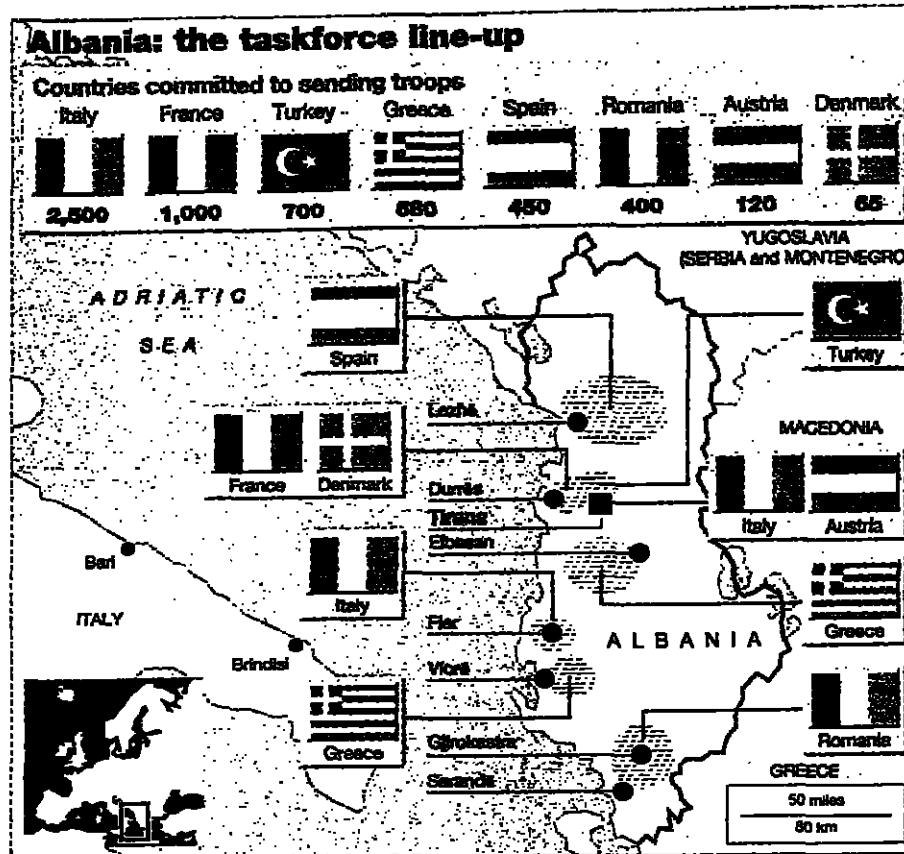 Albania: the taskforce line-up
Countries committed to sending troops
Italy France Turkey Greece Spain Romania Austria Denmark
2,500 1,000 700 450 400 120
YUGOSLAVIA
(SERBIA and MONTENEGRO
ADRIATIC
SEA
Spain
Turkey
Lezhë
MACEDONIA
France Denmark
Durrës
Italy Austria
Tirana
Elbasan
Bari
Italy
ITALY
Fier
ALBANIA
Greece
Brindisi
Vlorë
Greece
Romania
Sarandë
GREECE
50 miles
80 km